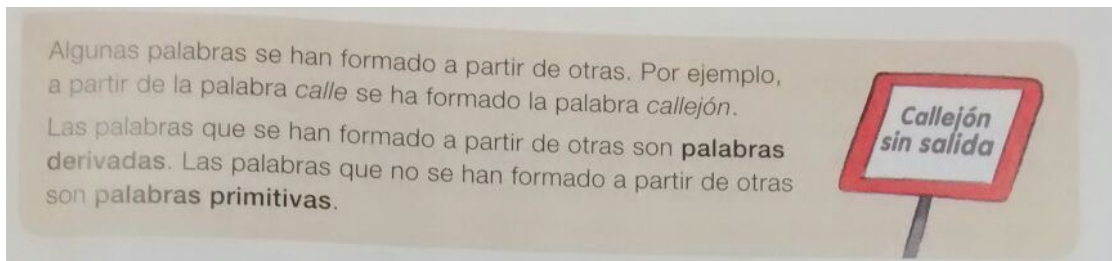 Algunas palabras se han formado a partir de otras. Por ejemplo,
a partir de la palabra calle se ha formado la palabra callejón.
Las palabras que se han formado a partir de otras son palabras
derivadas. Las palabras que no se han formado a partir de otras
son palabras primitivas.
Callejón
sin salida